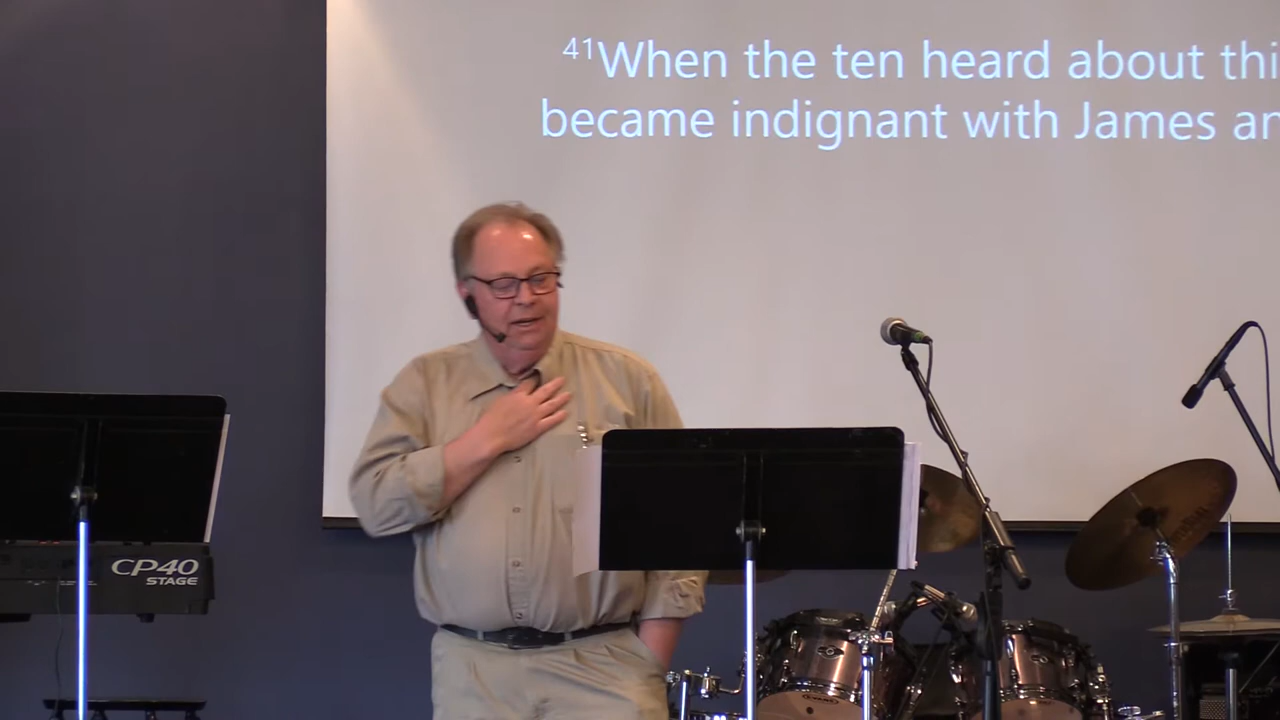 ⁴¹When the ten heard about thi
became indignant with James an
CP40
STAGE